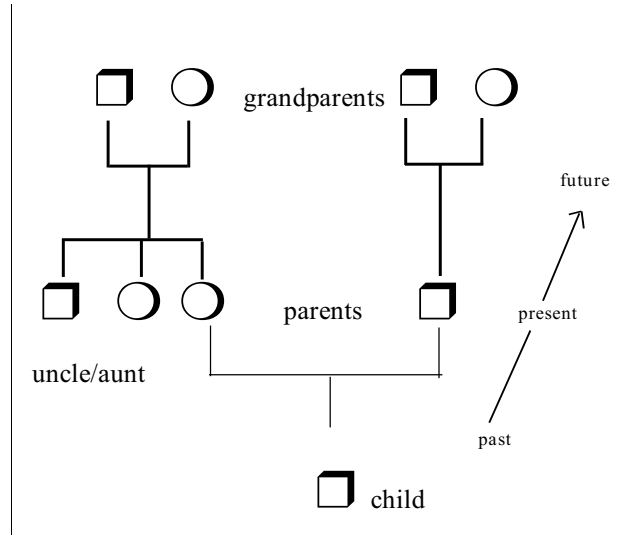 grandparents
future
parents
present
uncle/aunt
past
child